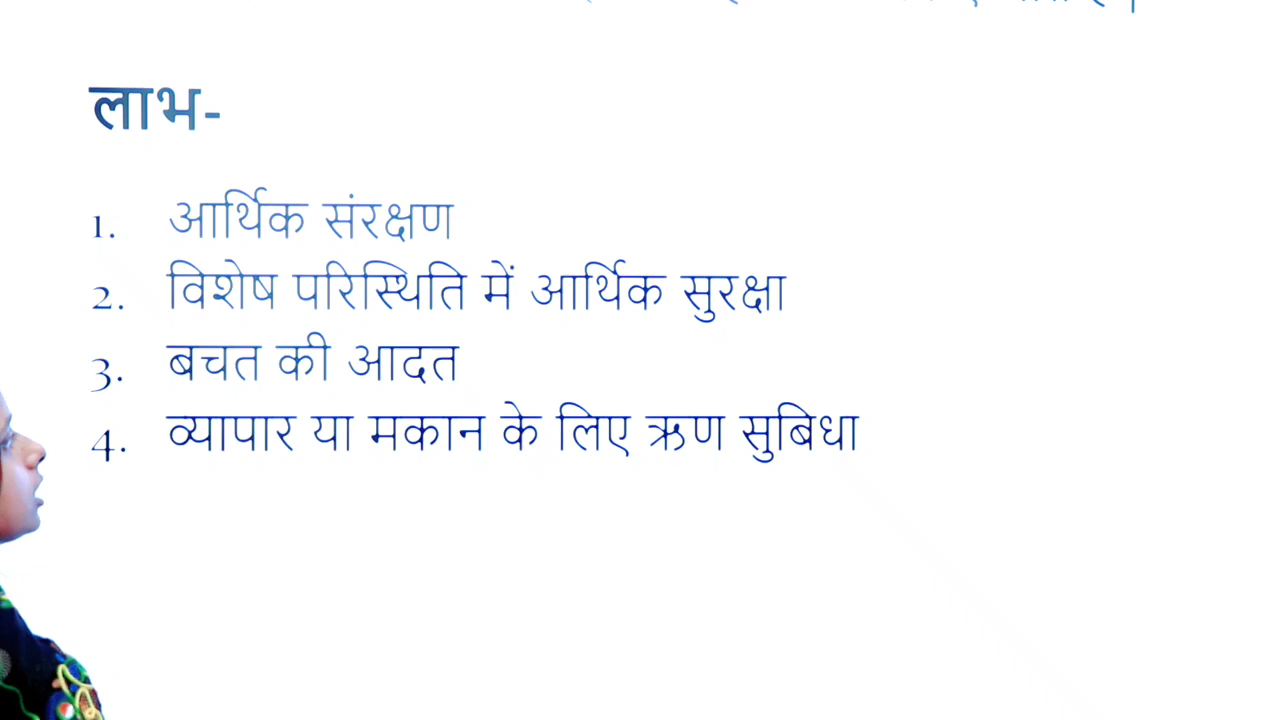 लाभ-
1. आर्थिक संरक्षण
2. विशेष परिस्थिति में आर्थिक सुरक्षा
3. बचत की आदत
4. व्यापार या मकान के लिए ऋण सुबिधा